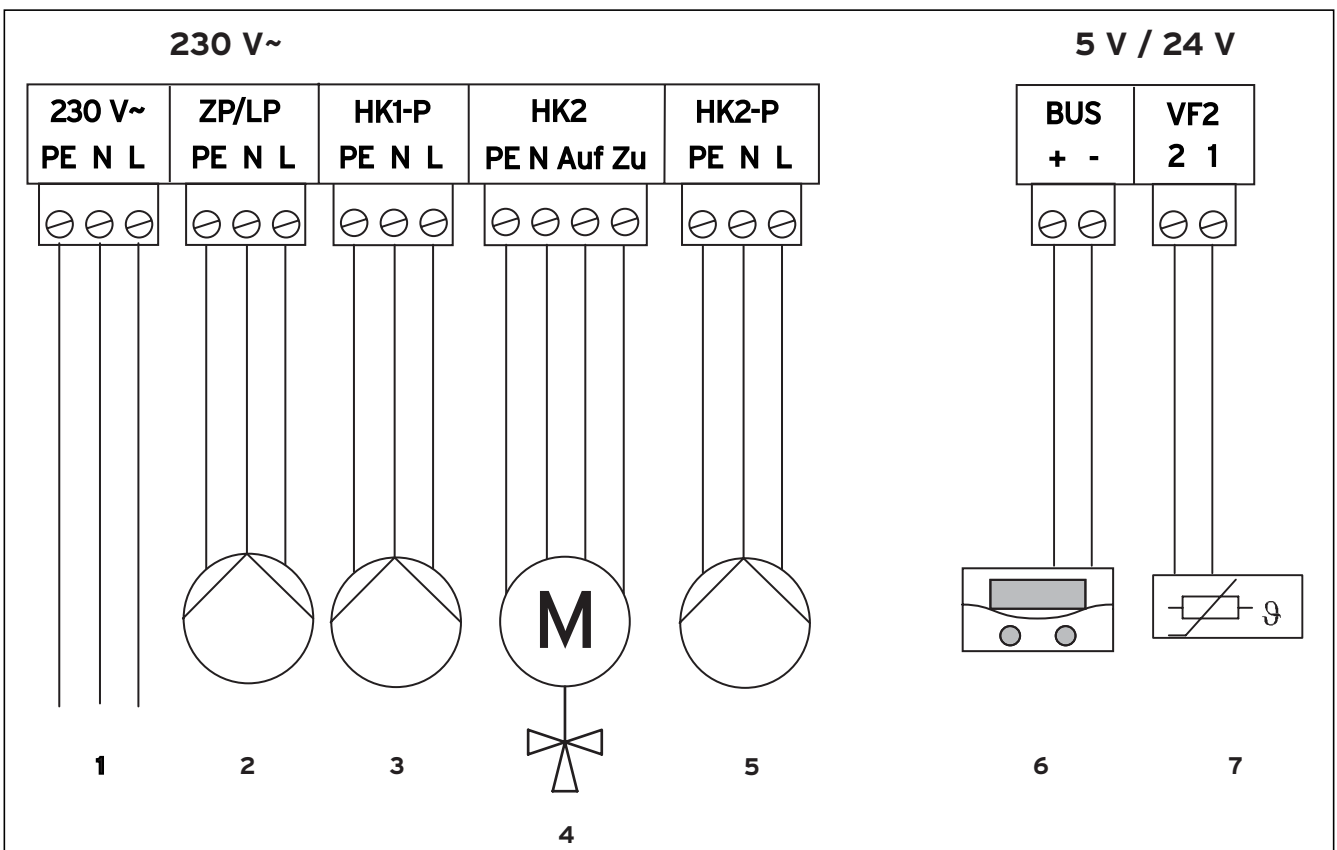 230 V~ 5 V / 24 V
230 V~ ZP/LP HK1-P HK2 HK2-P BUS VF2
PE N L PE N L PE N L PE N Auf Zu PE N L + - 2 1
M
ϑ
1 2 3 5 6 7
4